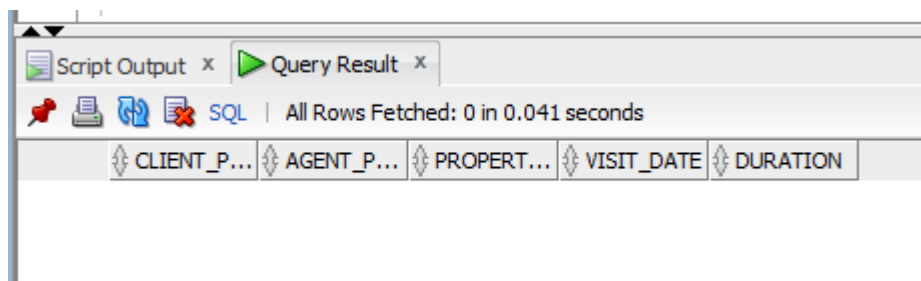 Script Output x Query Result x
SQL | All Rows Fetched: 0 in 0.041 seconds
CLIENT_P... AGENT_P... PROPERT... VISIT_DATE DURATION